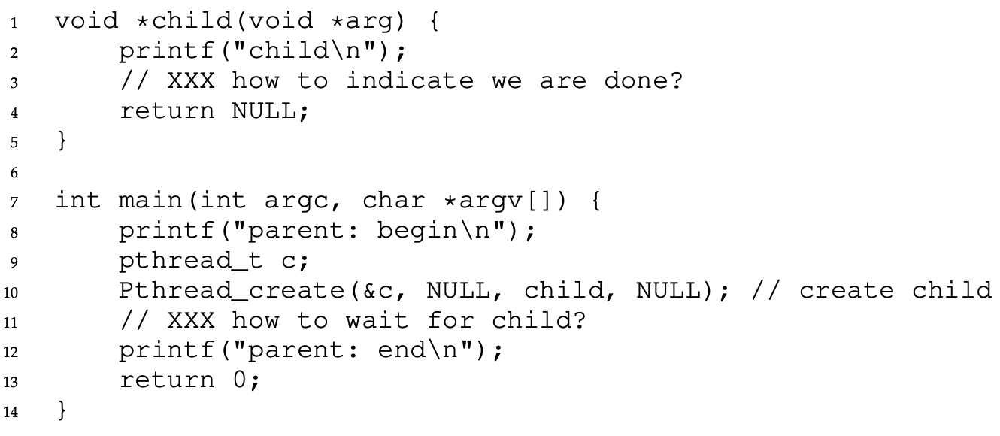 1 void *child(void *arg) {
2 printf("child\n");
3 // XXX how to indicate we are done?
4 return NULL;
5 }
6
7 int main(int argc, char *argv[]) {
8 printf("parent: begin\n");
9 pthread_t c;
10 Pthread_create(&c, NULL, child, NULL); // create child
11 // XXX how to wait for child?
12 printf("parent: end\n");
13 return 0;
14 }